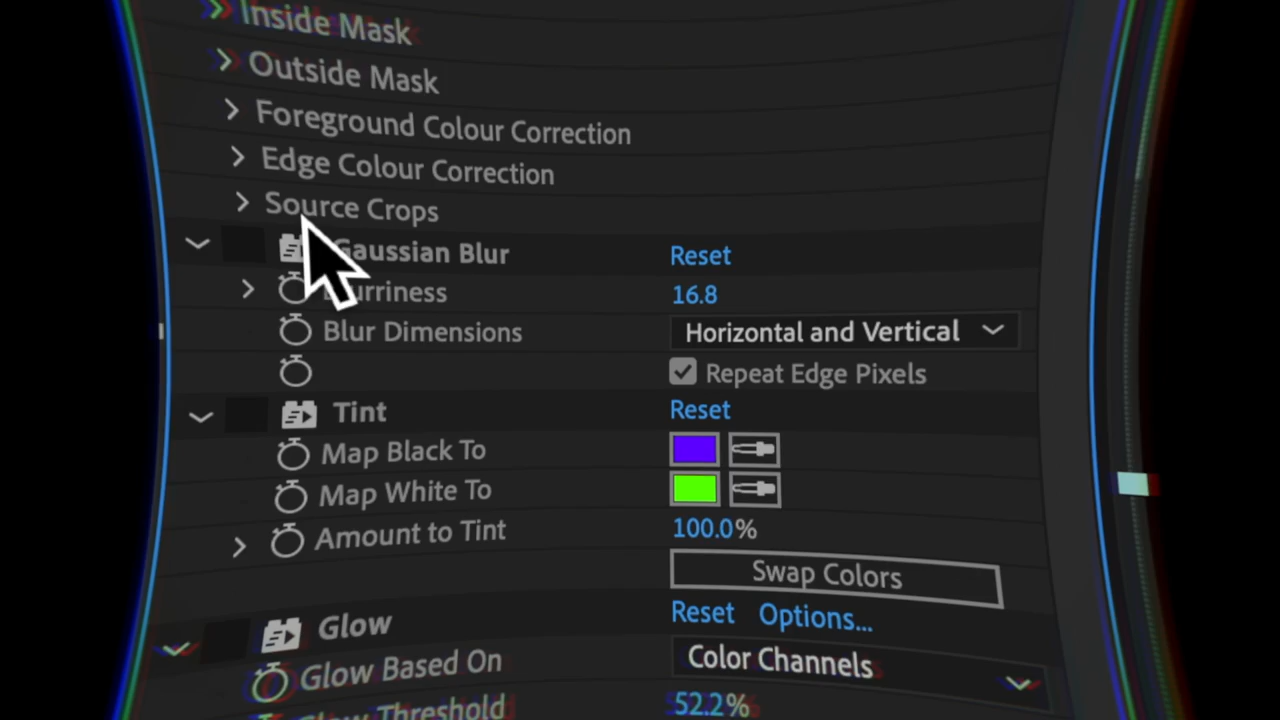 Inside Mask
Outside Mask
Foreground Colour Correction
Edge Colour Correction
Source Crops
Gaussian Blur Reset
Blurriness 16.8
Blur Dimensions Horizontal and Vertical
Repeat Edge Pixels
Tint Reset
Map Black To
Map White To
Amount to Tint 100.0%
Swap Colors
Glow Reset Options...
Glow Based On Color Channels
Glow Threshold 52.2%